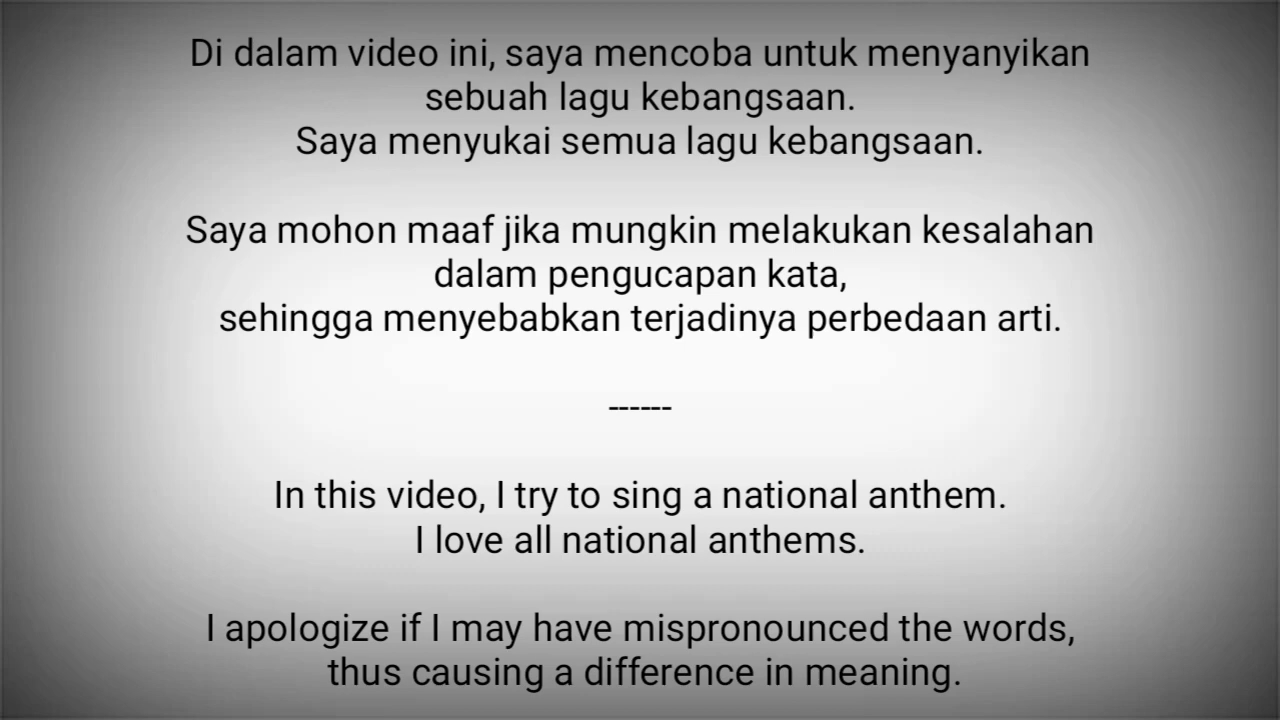 Di dalam video ini, saya mencoba untuk menyanyikan
sebuah lagu kebangsaan.
Saya menyukai semua lagu kebangsaan.
Saya mohon maaf jika mungkin melakukan kesalahan
dalam pengucapan kata,
sehingga menyebabkan terjadinya perbedaan arti.
------
In this video, I try to sing a national anthem.
I love all national anthems.
I apologize if I may have mispronounced the words,
thus causing a difference in meaning.